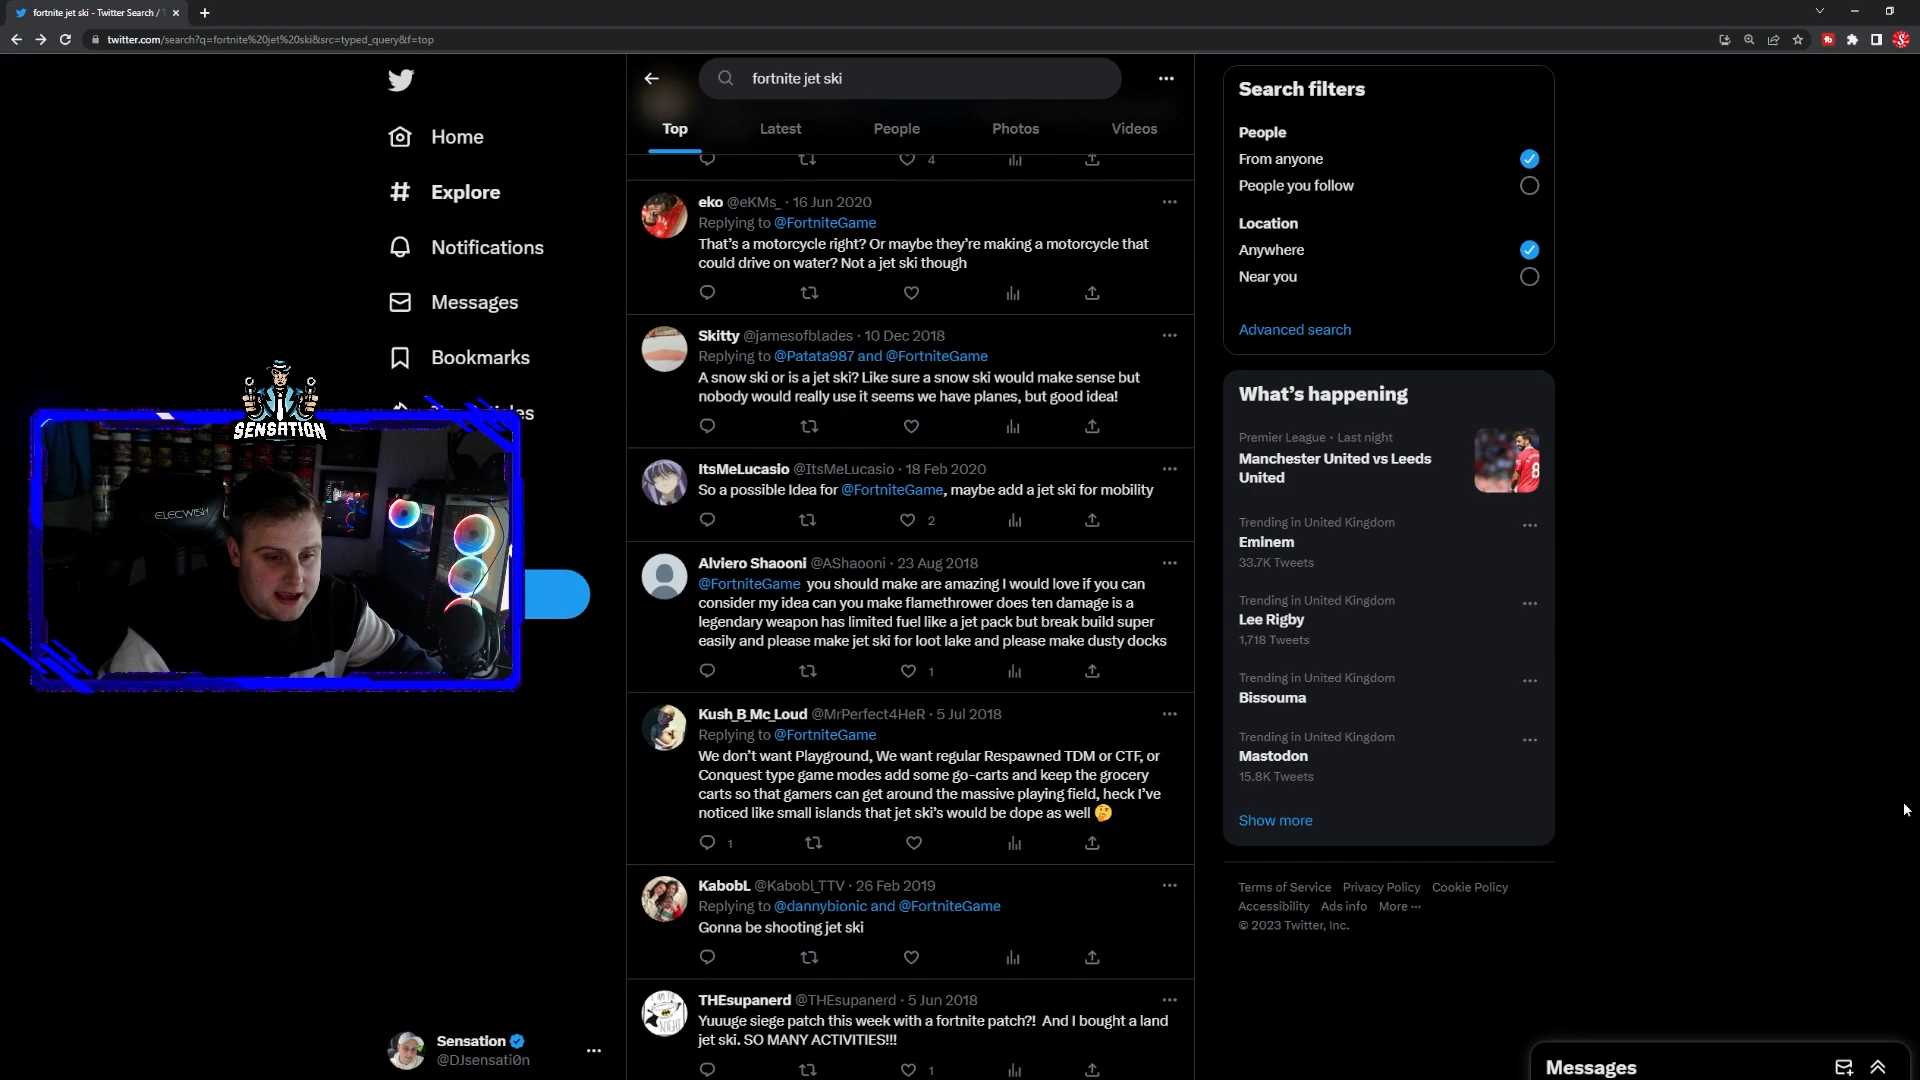 fortnite jet ski - Twitter Search /
twitter.com/search?q=fortnite%20jet%20ski&src=typed_query&f=top
Home
Explore
Notifications
Messages
Bookmarks
SENSATION
ELECWISH
Sensation
@DJsensati0n
fortnite jet ski
Top
Latest
People
Photos
Videos
4
eko @eKMs_ · 16 Jun 2020
Replying to @FortniteGame
That's a motorcycle right? Or maybe they're making a motorcycle that
could drive on water? Not a jet ski though
Skitty @jamesofblades · 10 Dec 2018
Replying to @Patata987 and @FortniteGame
A snow ski or is a jet ski? Like sure a snow ski would make sense but
nobody would really use it seems we have planes, but good idea!
ItsMeLucasio @ItsMeLucasio · 18 Feb 2020
So a possible Idea for @FortniteGame, maybe add a jet ski for mobility
2
Alviero Shaooni @AShaooni · 23 Aug 2018
@FortniteGame you should make are amazing I would love if you can
consider my idea can you make flamethrower does ten damage is a
legendary weapon has limited fuel like a jet pack but break build super
easily and please make jet ski for loot lake and please make dusty docks
1
Kush_B_Mc_Loud @MrPerfect4HeR · 5 Jul 2018
Replying to @FortniteGame
We don't want Playground, We want regular Respawned TDM or CTF, or
Conquest type game modes add some go-carts and keep the grocery
carts so that gamers can get around the massive playing field, heck I've
noticed like small islands that jet ski's would be dope as well 🤔
1
KabobL @Kabobl_TTV · 26 Feb 2019
Replying to @dannybionic and @FortniteGame
Gonna be shooting jet ski
THEsupanerd @THEsupanerd · 5 Jun 2018
Yuuuge siege patch this week with a fortnite patch?! And I bought a land
jet ski. SO MANY ACTIVITIES!!!
1
Search filters
People
From anyone
People you follow
Location
Anywhere
Near you
Advanced search
What's happening
Premier League · Last night
Manchester United vs Leeds
United
Trending in United Kingdom
Eminem
33.7K Tweets
Trending in United Kingdom
Lee Rigby
1,718 Tweets
Trending in United Kingdom
Bissouma
Trending in United Kingdom
Mastodon
15.8K Tweets
Show more
Terms of Service Privacy Policy Cookie Policy
Accessibility Ads info More ···
© 2023 Twitter, Inc.
Messages